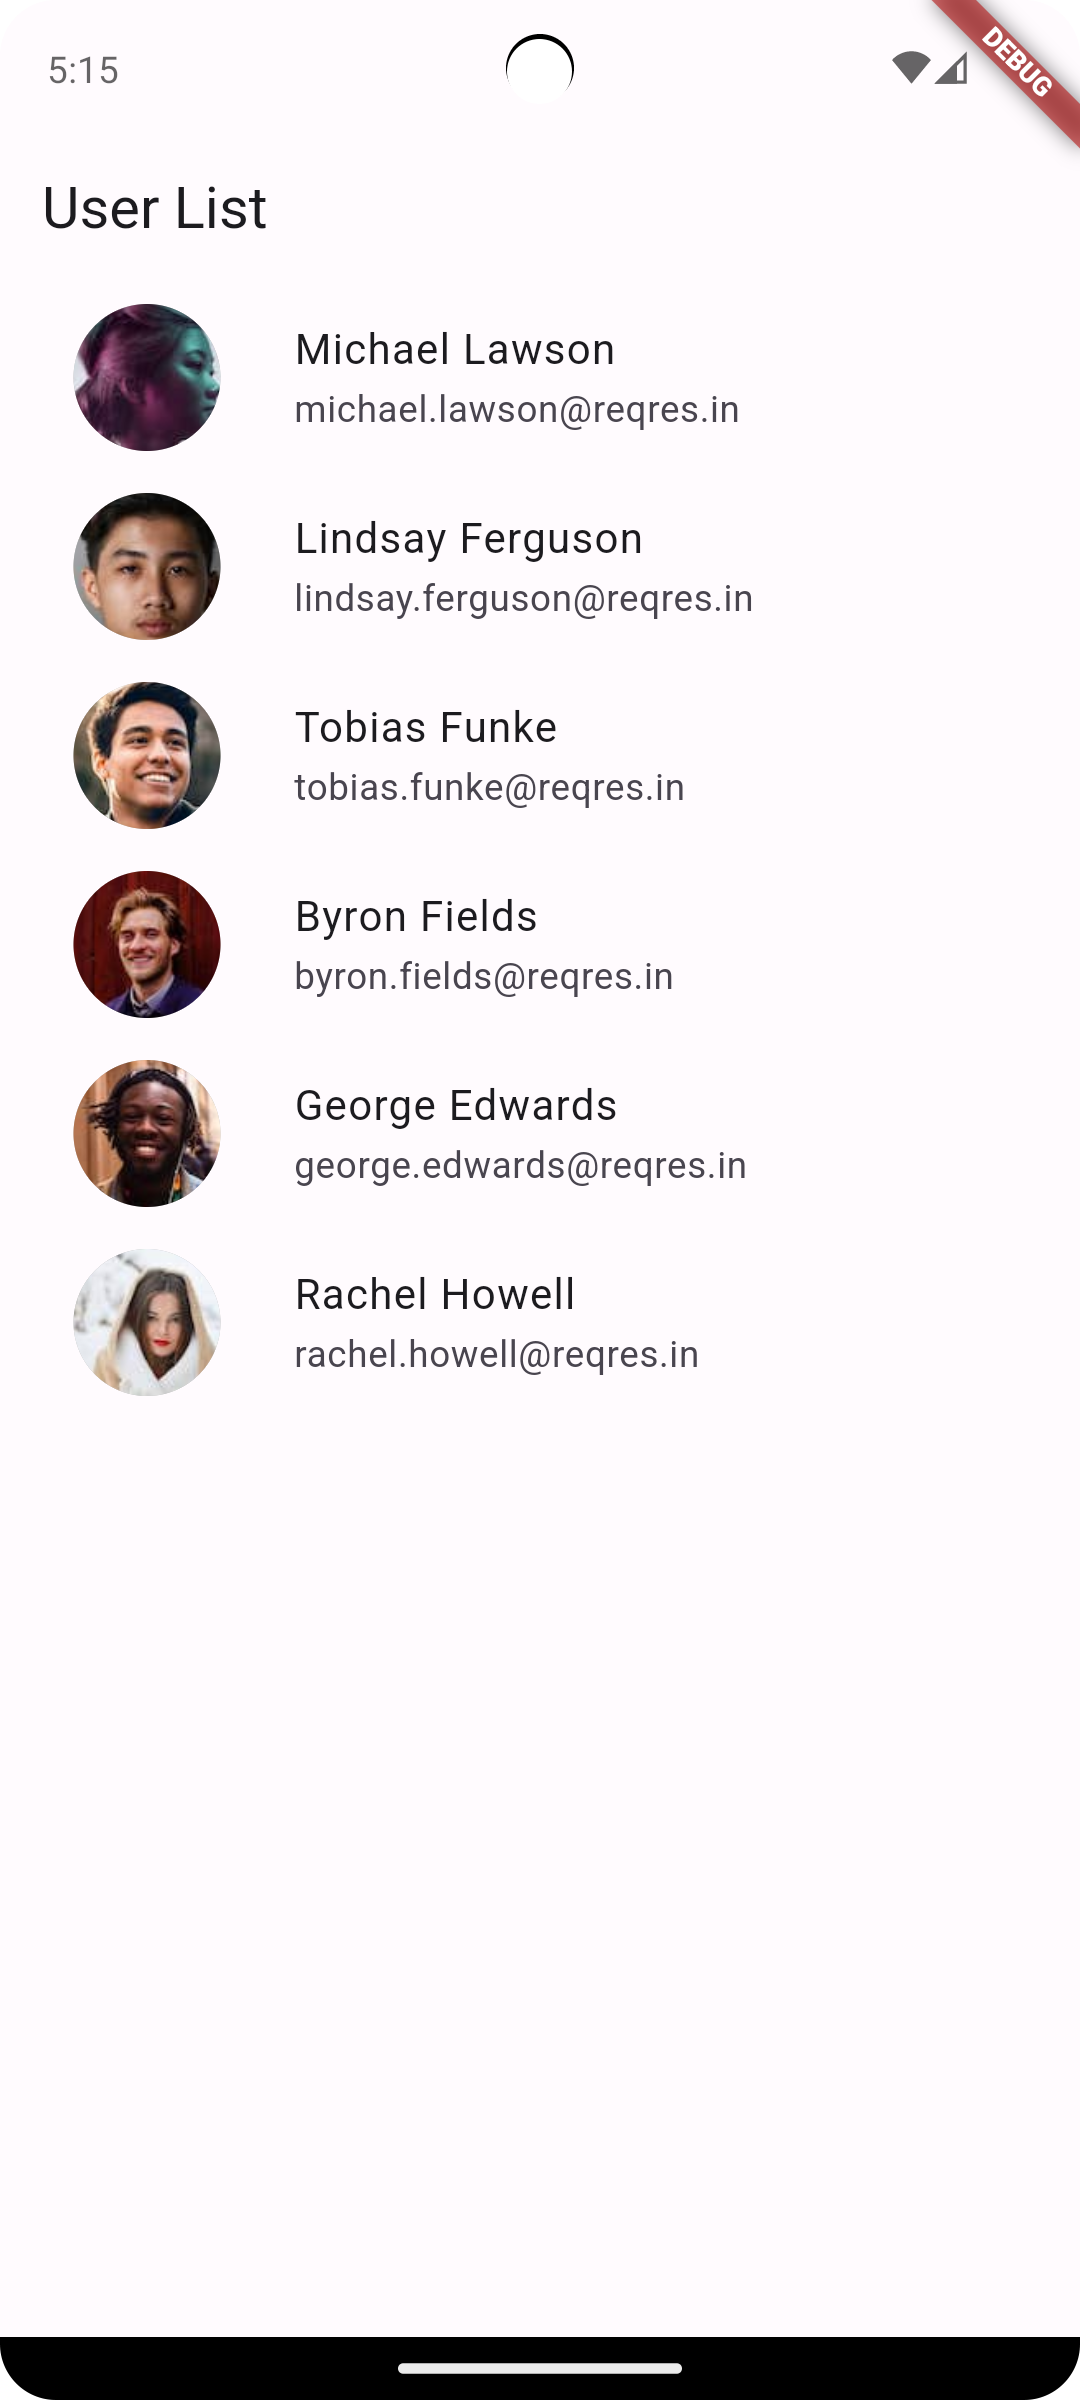 5:15
DEBUG
User List
Michael Lawson
michael.lawson@reqres.in
Lindsay Ferguson
lindsay.ferguson@reqres.in
Tobias Funke
tobias.funke@reqres.in
Byron Fields
byron.fields@reqres.in
George Edwards
george.edwards@reqres.in
Rachel Howell
rachel.howell@reqres.in